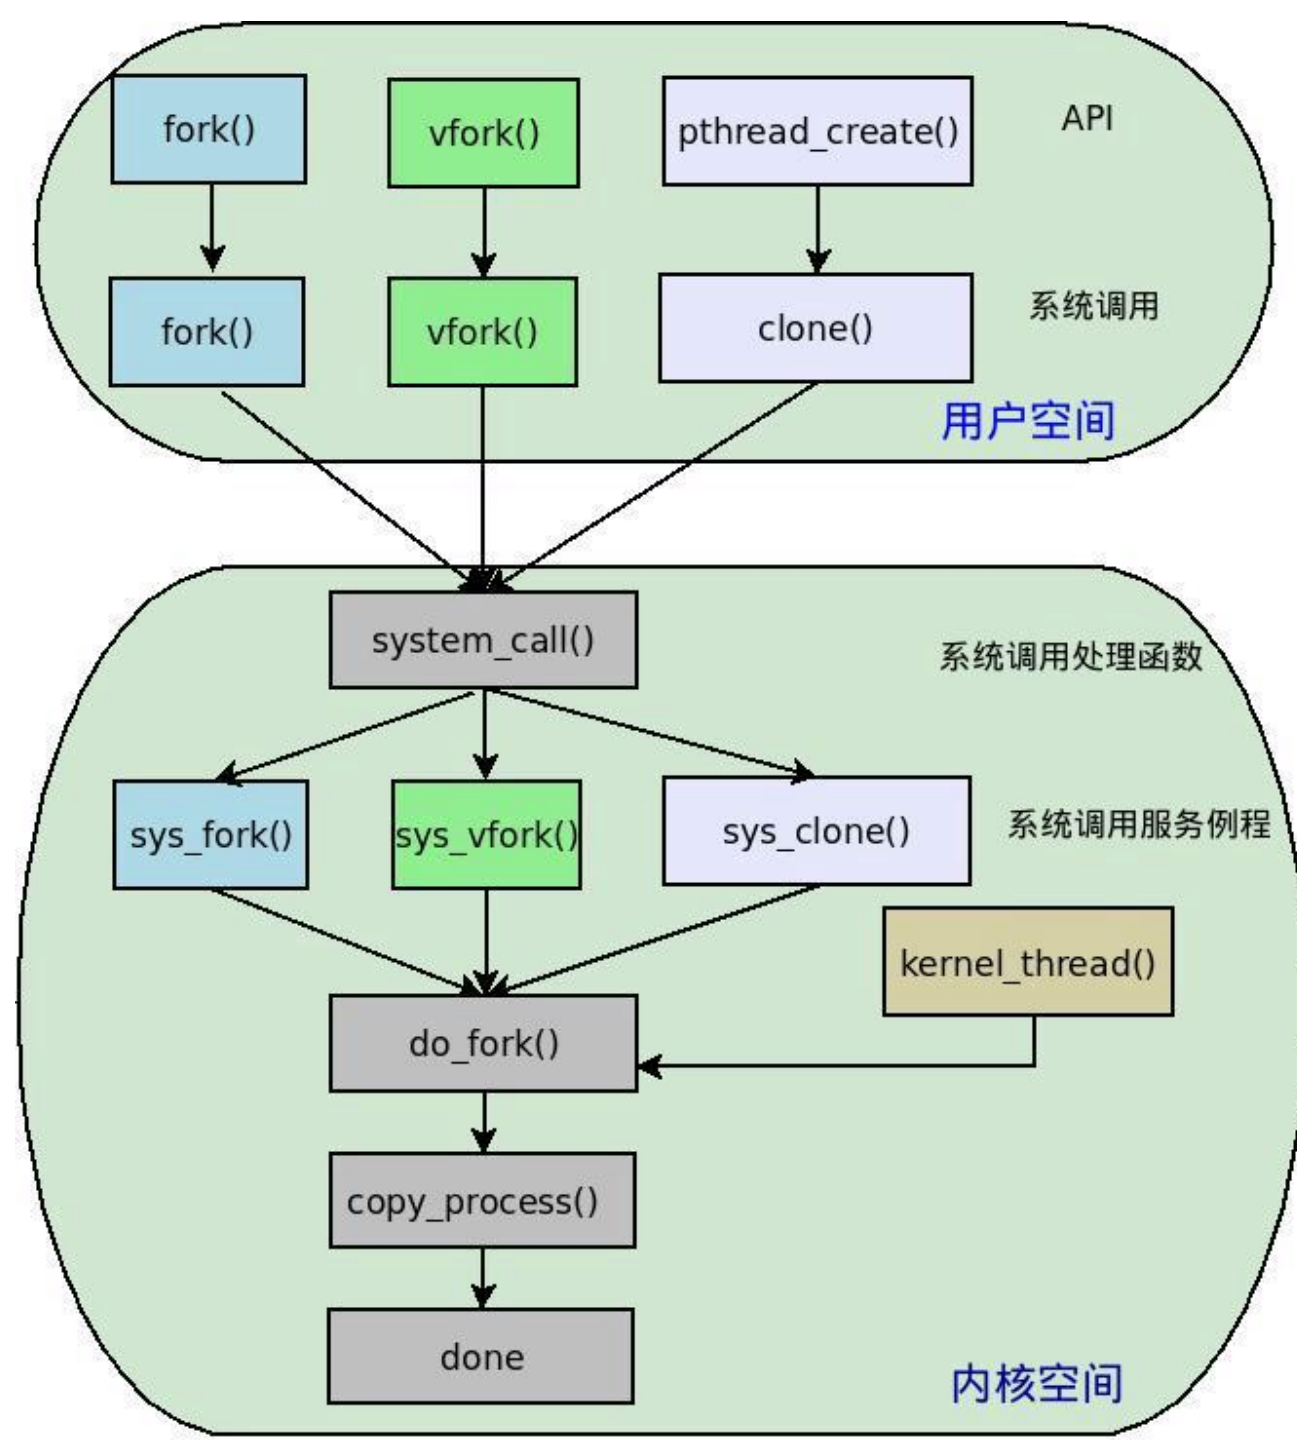 fork()
vfork()
pthread_create()
API
fork()
vfork()
clone()
系统调用
用户空间
system_call()
系统调用处理函数
sys_fork()
sys_vfork()
sys_clone()
系统调用服务例程
kernel_thread()
do_fork()
copy_process()
done
内核空间